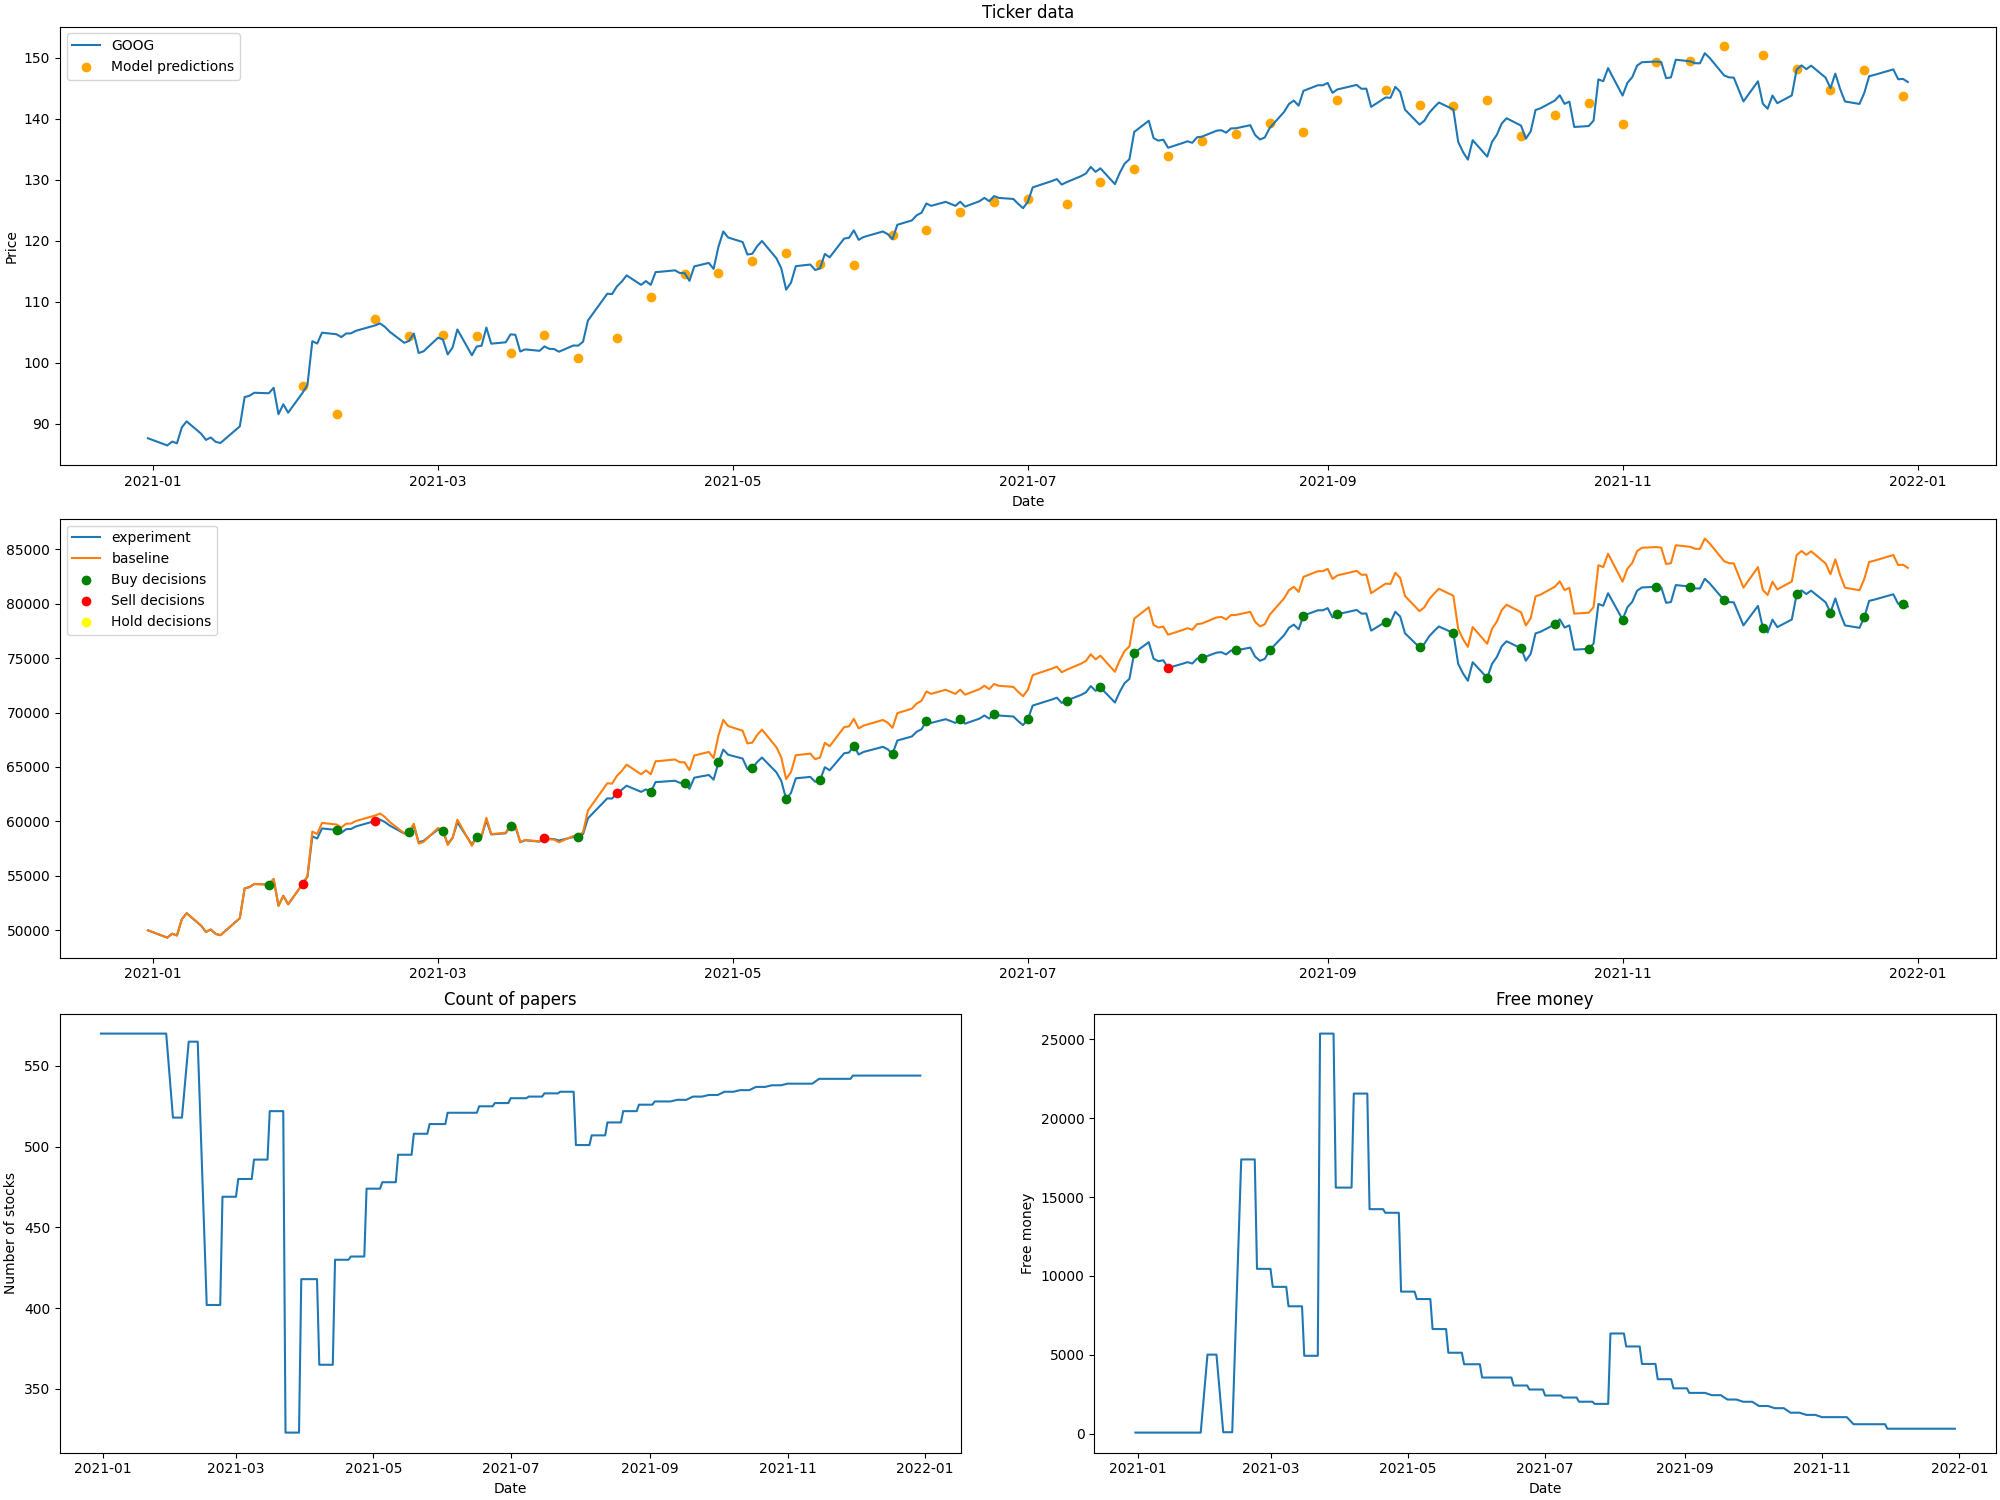 Ticker data
GOOG
Model predictions
Price
150
140
130
120
110
100
90
2021-01 2021-03 2021-05 2021-07 2021-09 2021-11 2022-01
Date
experiment
baseline
Buy decisions
Sell decisions
Hold decisions
85000
80000
75000
70000
65000
60000
55000
50000
2021-01 2021-03 2021-05 2021-07 2021-09 2021-11 2022-01
Count of papers
Number of stocks
550
500
450
400
350
2021-01 2021-03 2021-05 2021-07 2021-09 2021-11 2022-01
Date
Free money
Free money
25000
20000
15000
10000
5000
0
2021-01 2021-03 2021-05 2021-07 2021-09 2021-11 2022-01
Date